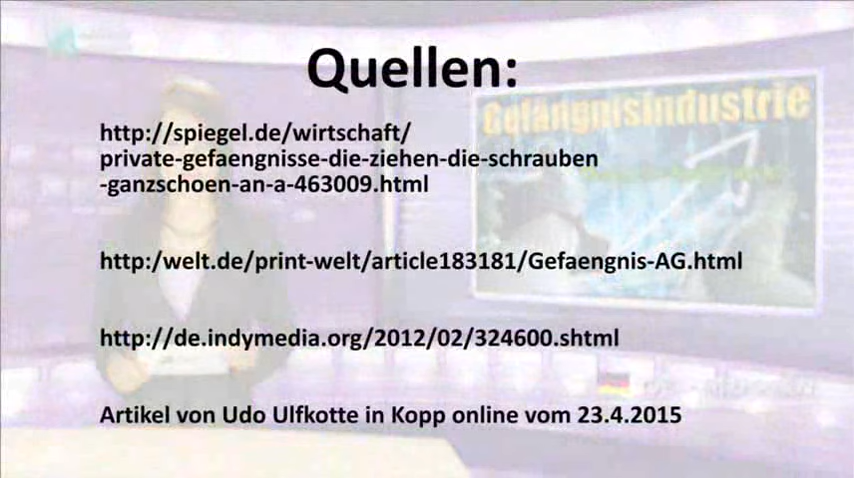 Quellen:
Gefängnisindustrie
http://spiegel.de/wirtschaft/
private-gefaengnisse-die-ziehen-die-schrauben
-ganzschoen-an-a-463009.html
http:/welt.de/print-welt/article183181/Gefaengnis-AG.html
http://de.indymedia.org/2012/02/324600.shtml
Artikel von Udo Ulfkotte in Kopp online vom 23.4.2015